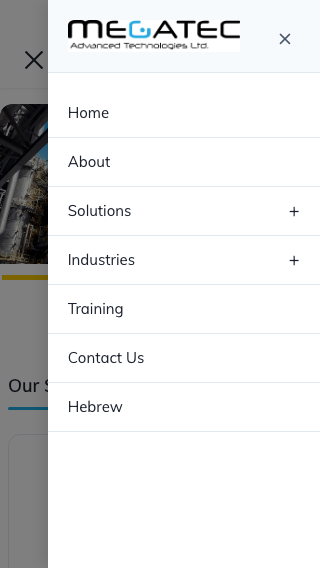 MEGATEC
Advanced Technologies Ltd.
Home
About
Solutions
Industries
Training
Contact Us
Hebrew
Our S